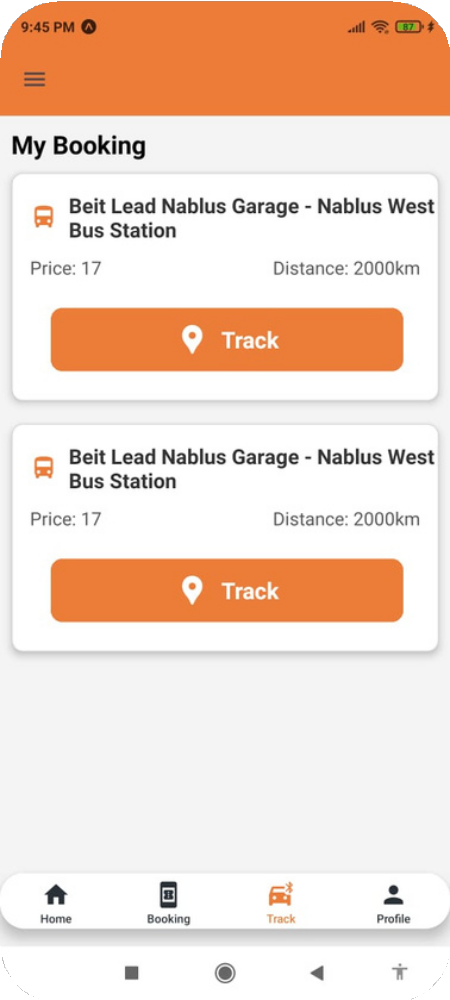 9:45 PM
87
My Booking
Beit Lead Nablus Garage - Nablus West
Bus Station
Price: 17
Distance: 2000km
Track
Beit Lead Nablus Garage - Nablus West
Bus Station
Price: 17
Distance: 2000km
Track
Home
Booking
Track
Profile